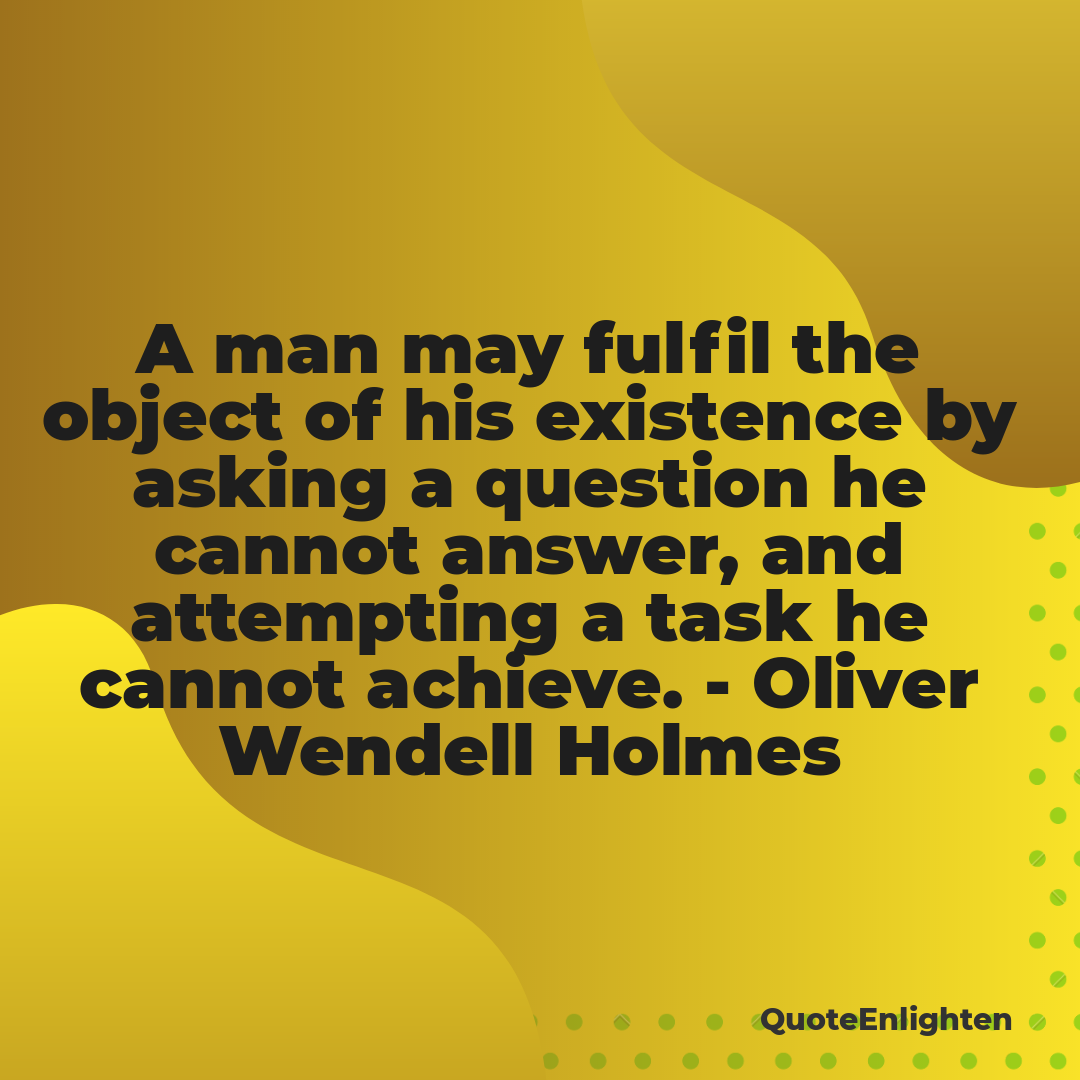 A man may fulfil the
object of his existence by
asking a question he
cannot answer, and
attempting a task he
cannot achieve. - Oliver
Wendell Holmes
QuoteEnlighten